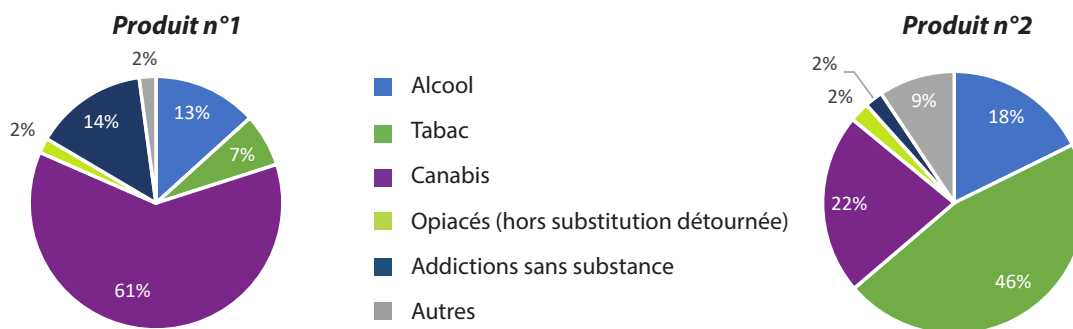 Produit n°1
2%
13%
14%
2%
7%
61%
Alcool
Tabac
Canabis
Opiacés (hors substitution détournée)
Addictions sans substance
Autres
Produit n°2
2%
9%
2%
18%
22%
46%